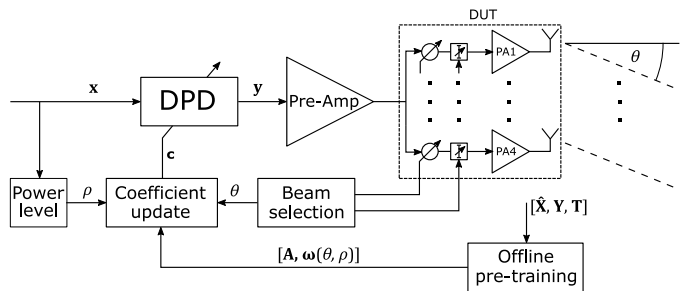 DUT
x
DPD
y
Pre-Amp
PA1
θ
c
PA4
Power
level
ρ
Coefficient
update
θ
Beam
selection
[X̂, Y, T]
[A, ω(θ, ρ)]
Offline
pre-training